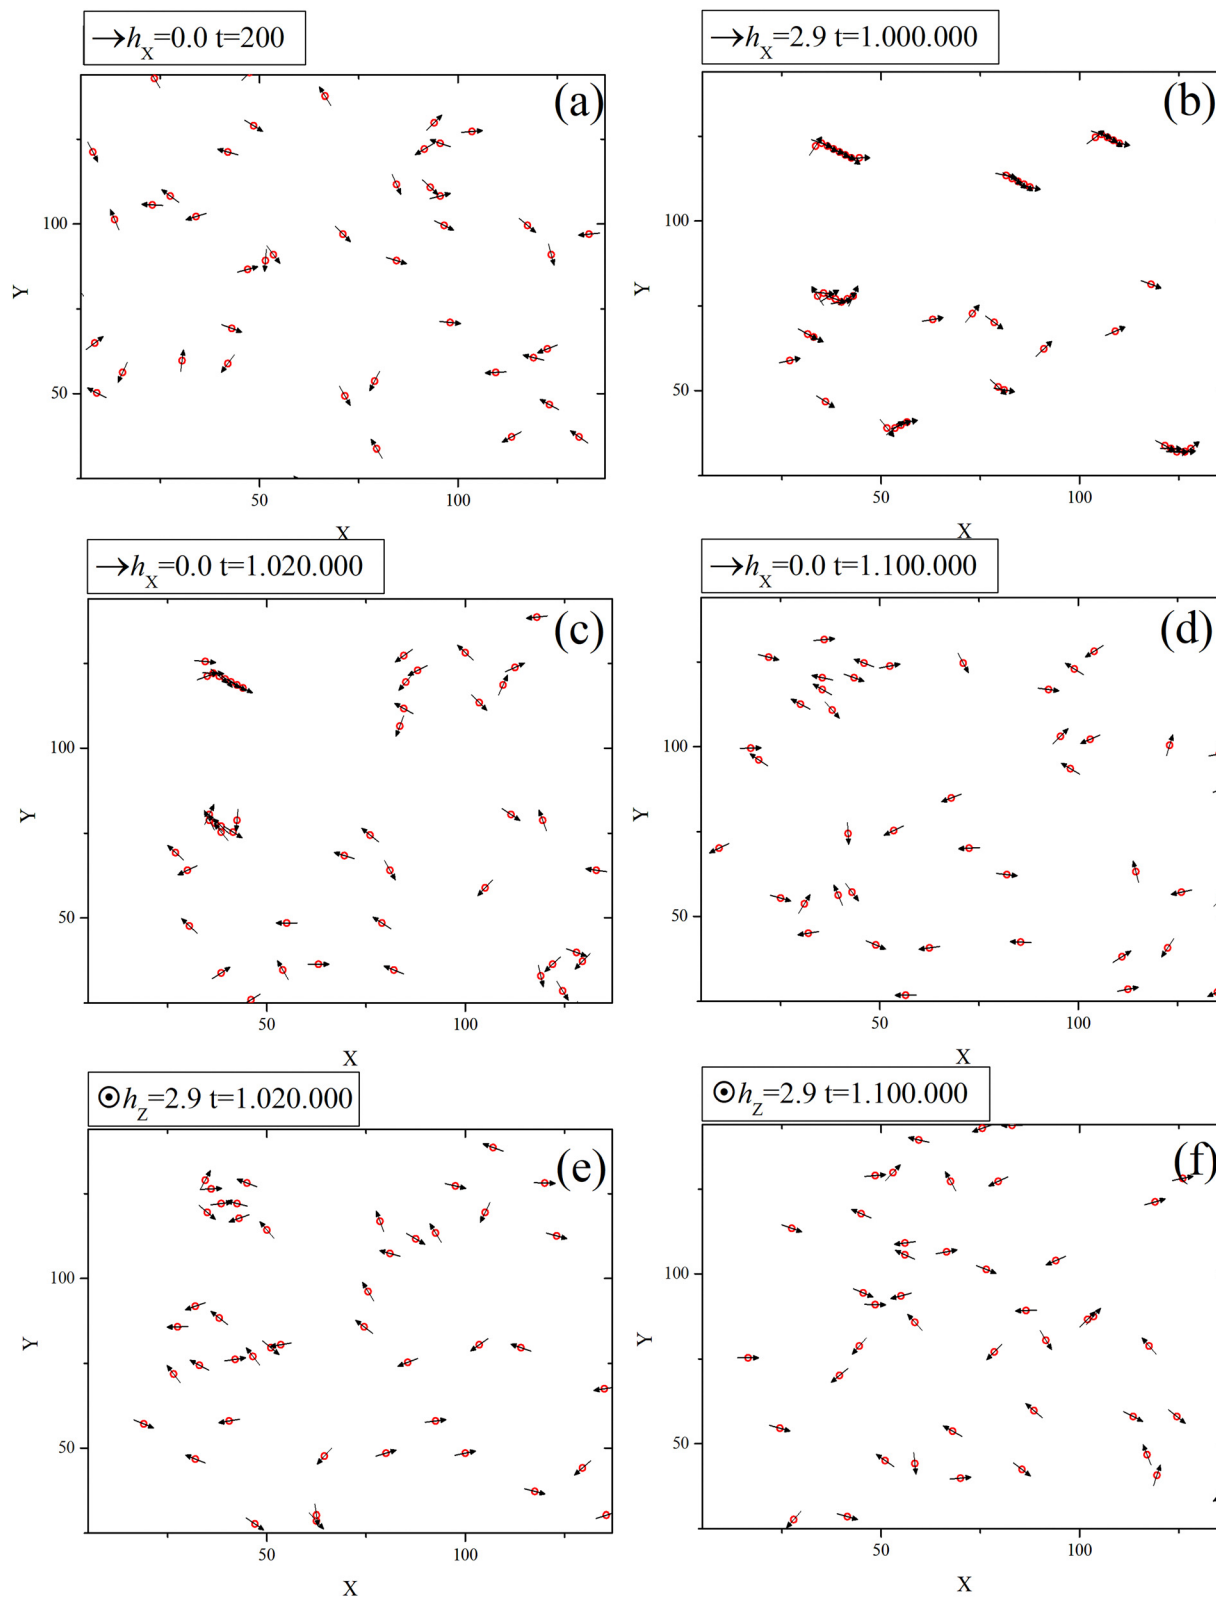 →hX=0.0 t=200
(a)
Y
100
50
50 100
X
→hX=2.9 t=1.000.000
(b)
Y
100
50
50 100
X
→hX=0.0 t=1.020.000
(c)
Y
100
50
50 100
X
→hX=0.0 t=1.100.000
(d)
Y
100
50
50 100
X
⊙hZ=2.9 t=1.020.000
(e)
Y
100
50
50 100
X
⊙hZ=2.9 t=1.100.000
(f)
Y
100
50
50 100
X